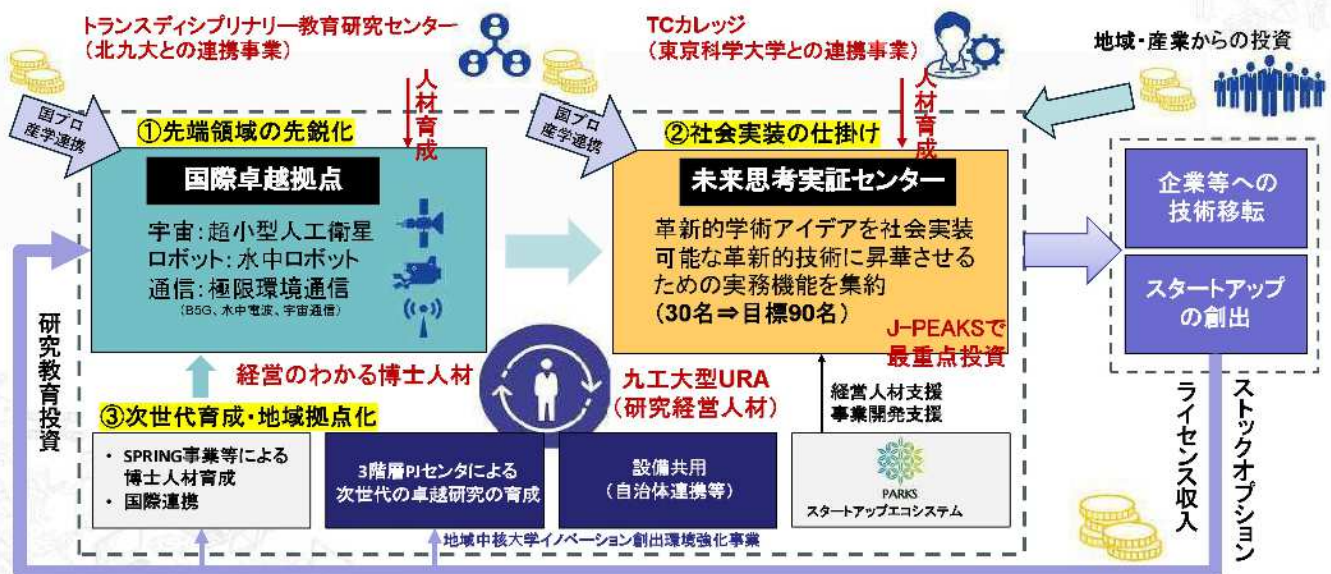 トランスディシプリナリー教育研究センター
(北九大との連携事業)
TCカレッジ
(東京科学大学との連携事業)
地域・産業からの投資
国プロ
産学連携
人材育成
国プロ
産学連携
人材育成
①先端領域の先鋭化
②社会実装の仕掛け
国際卓越拠点
宇宙:超小型人工衛星
ロボット:水中ロボット
通信:極限環境通信
(B5G、水中電波、宇宙通信)
未来思考実証センター
革新的学術アイデアを社会実装
可能な革新的技術に昇華させる
ための実務機能を集約
(30名⇒目標90名)
J-PEAKSで
最重点投資
企業等への
技術移転
スタートアップ
の創出
研究教育投資
経営のわかる博士人材
九工大型URA
(研究経営人材)
経営人材支援
事業開発支援
③次世代育成・地域拠点化
・ SPRING事業等による
博士人材育成
・ 国際連携
3階層PJセンタによる
次世代の卓越研究の育成
設備共用
(自治体連携等)
PARKS
スタートアップエコシステム
地域中核大学イノベーション創出環境強化事業
ライセンス収入
ストックオプション